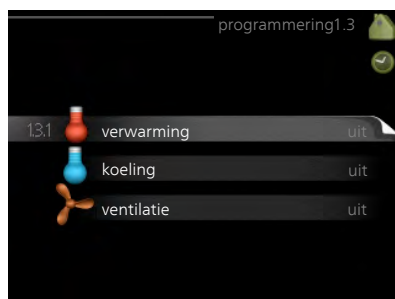 programmering1.3
1.3.1 verwarming uit
koeling uit
ventilatie uit